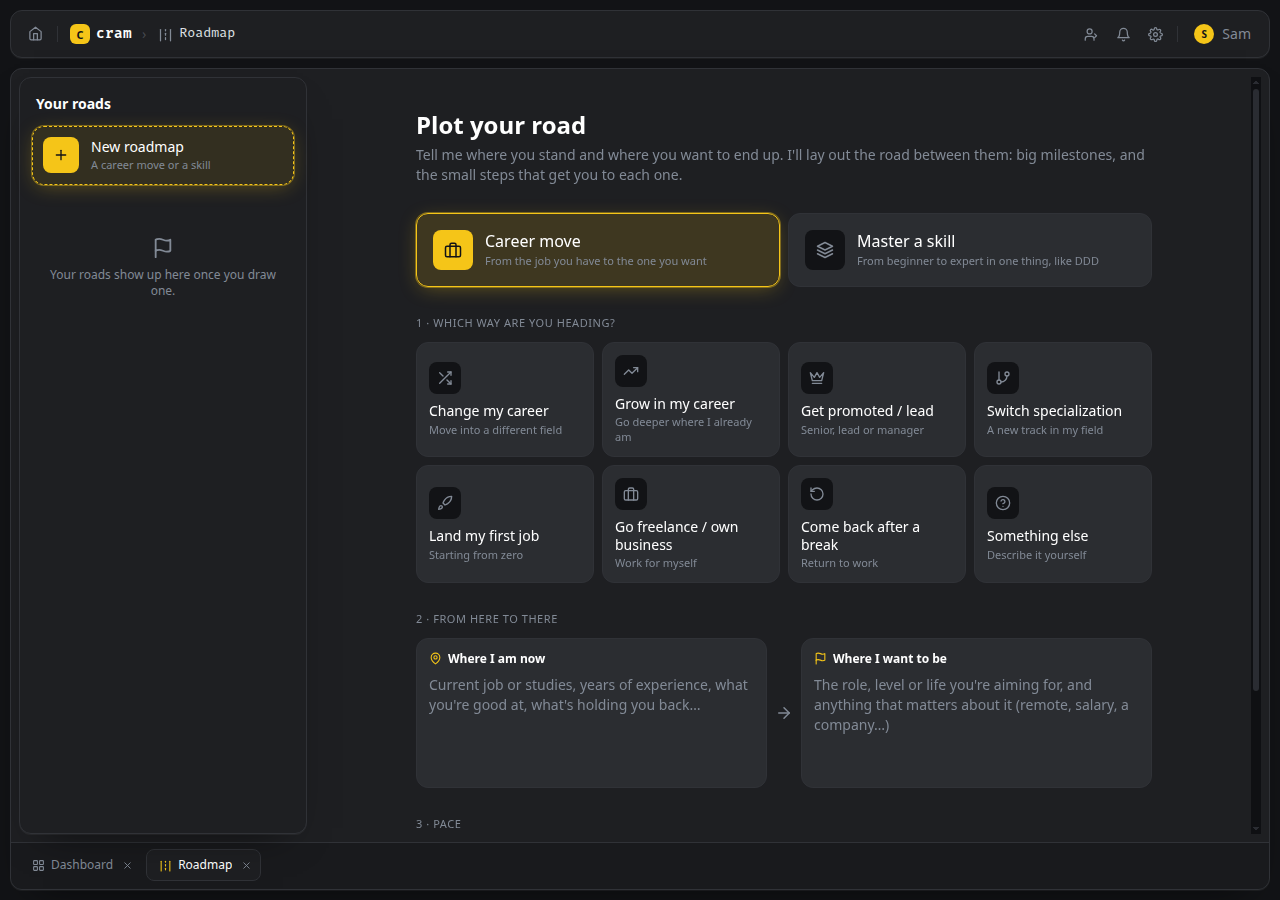 c cram › Roadmap
S Sam
Your roads
New roadmap
A career move or a skill
Your roads show up here once you draw
one.
Plot your road
Tell me where you stand and where you want to end up. I'll lay out the road between them: big milestones, and
the small steps that get you to each one.
Career move
From the job you have to the one you want
Master a skill
From beginner to expert in one thing, like DDD
1 · WHICH WAY ARE YOU HEADING?
Change my career
Move into a different field
Grow in my career
Go deeper where I already
am
Get promoted / lead
Senior, lead or manager
Switch specialization
A new track in my field
Land my first job
Starting from zero
Go freelance / own
business
Work for myself
Come back after a
break
Return to work
Something else
Describe it yourself
2 · FROM HERE TO THERE
Where I am now
Current job or studies, years of experience, what
you're good at, what's holding you back...
Where I want to be
The role, level or life you're aiming for, and
anything that matters about it (remote, salary, a
company...)
3 · PACE
Dashboard
Roadmap